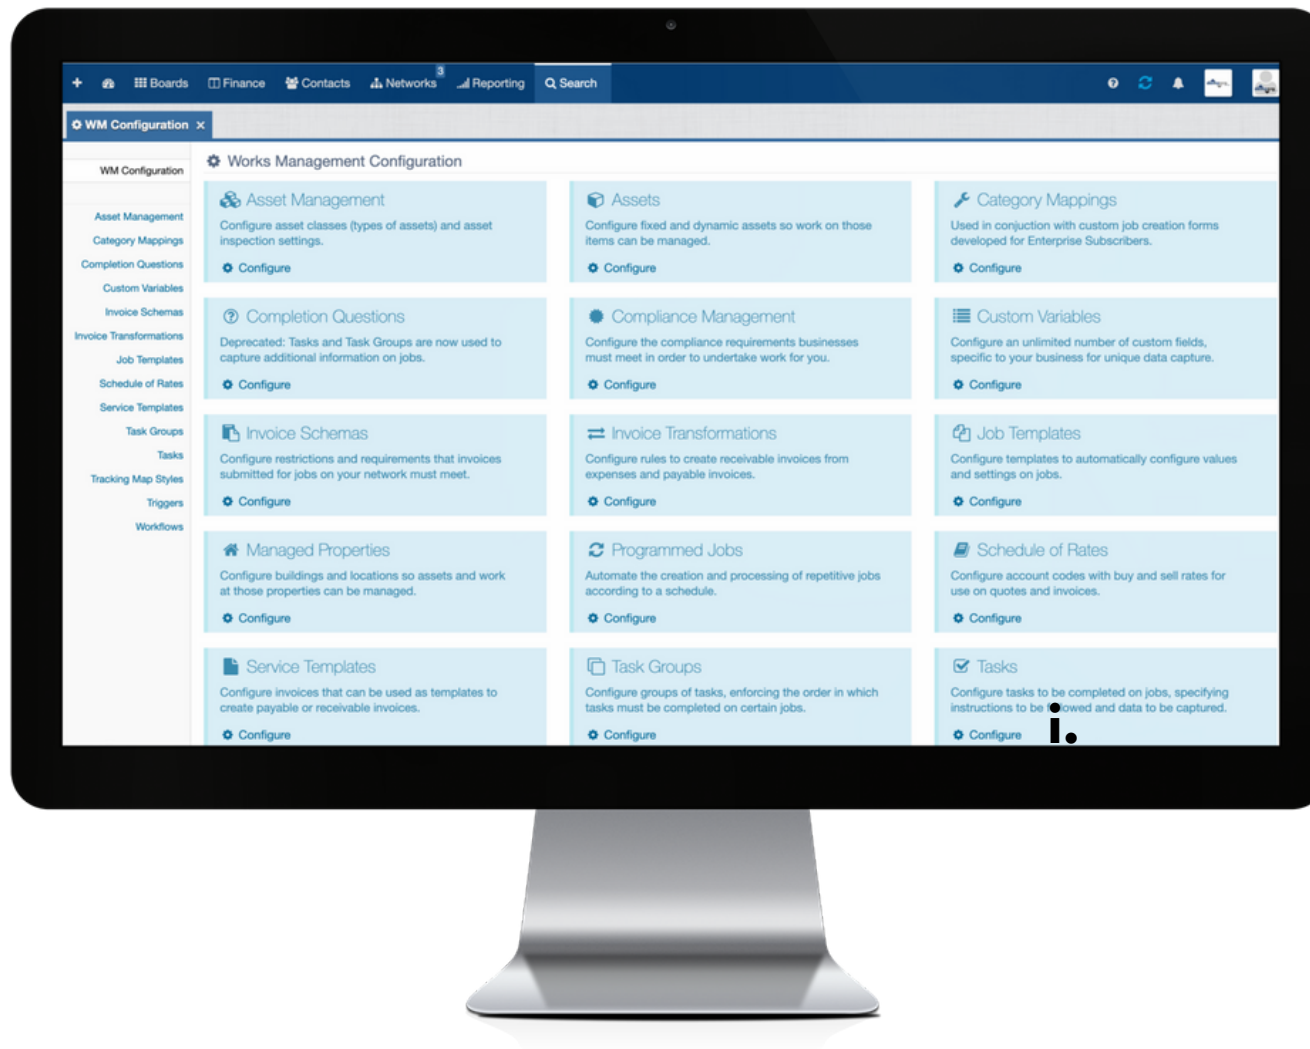 Boards Finance Contacts Networks 3 Reporting Search
WM Configuration ×
WM Configuration
Asset Management
Category Mappings
Completion Questions
Custom Variables
Invoice Schemas
Invoice Transformations
Job Templates
Schedule of Rates
Service Templates
Task Groups
Tasks
Tracking Map Styles
Triggers
Workflows
Works Management Configuration
Asset Management
Configure asset classes (types of assets) and asset
inspection settings.
Configure
Assets
Configure fixed and dynamic assets so work on those
items can be managed.
Configure
Category Mappings
Used in conjuction with custom job creation forms
developed for Enterprise Subscribers.
Configure
Completion Questions
Deprecated: Tasks and Task Groups are now used to
capture additional information on jobs.
Configure
Compliance Management
Configure the compliance requirements businesses
must meet in order to undertake work for you.
Configure
Custom Variables
Configure an unlimited number of custom fields,
specific to your business for unique data capture.
Configure
Invoice Schemas
Configure restrictions and requirements that invoices
submitted for jobs on your network must meet.
Configure
Invoice Transformations
Configure rules to create receivable invoices from
expenses and payable invoices.
Configure
Job Templates
Configure templates to automatically configure values
and settings on jobs.
Configure
Managed Properties
Configure buildings and locations so assets and work
at those properties can be managed.
Configure
Programmed Jobs
Automate the creation and processing of repetitive jobs
according to a schedule.
Configure
Schedule of Rates
Configure account codes with buy and sell rates for
use on quotes and invoices.
Configure
Service Templates
Configure invoices that can be used as templates to
create payable or receivable invoices.
Configure
Task Groups
Configure groups of tasks, enforcing the order in which
tasks must be completed on certain jobs.
Configure
Tasks
Configure tasks to be completed on jobs, specifying
instructions to be followed and data to be captured.
Configure
i.